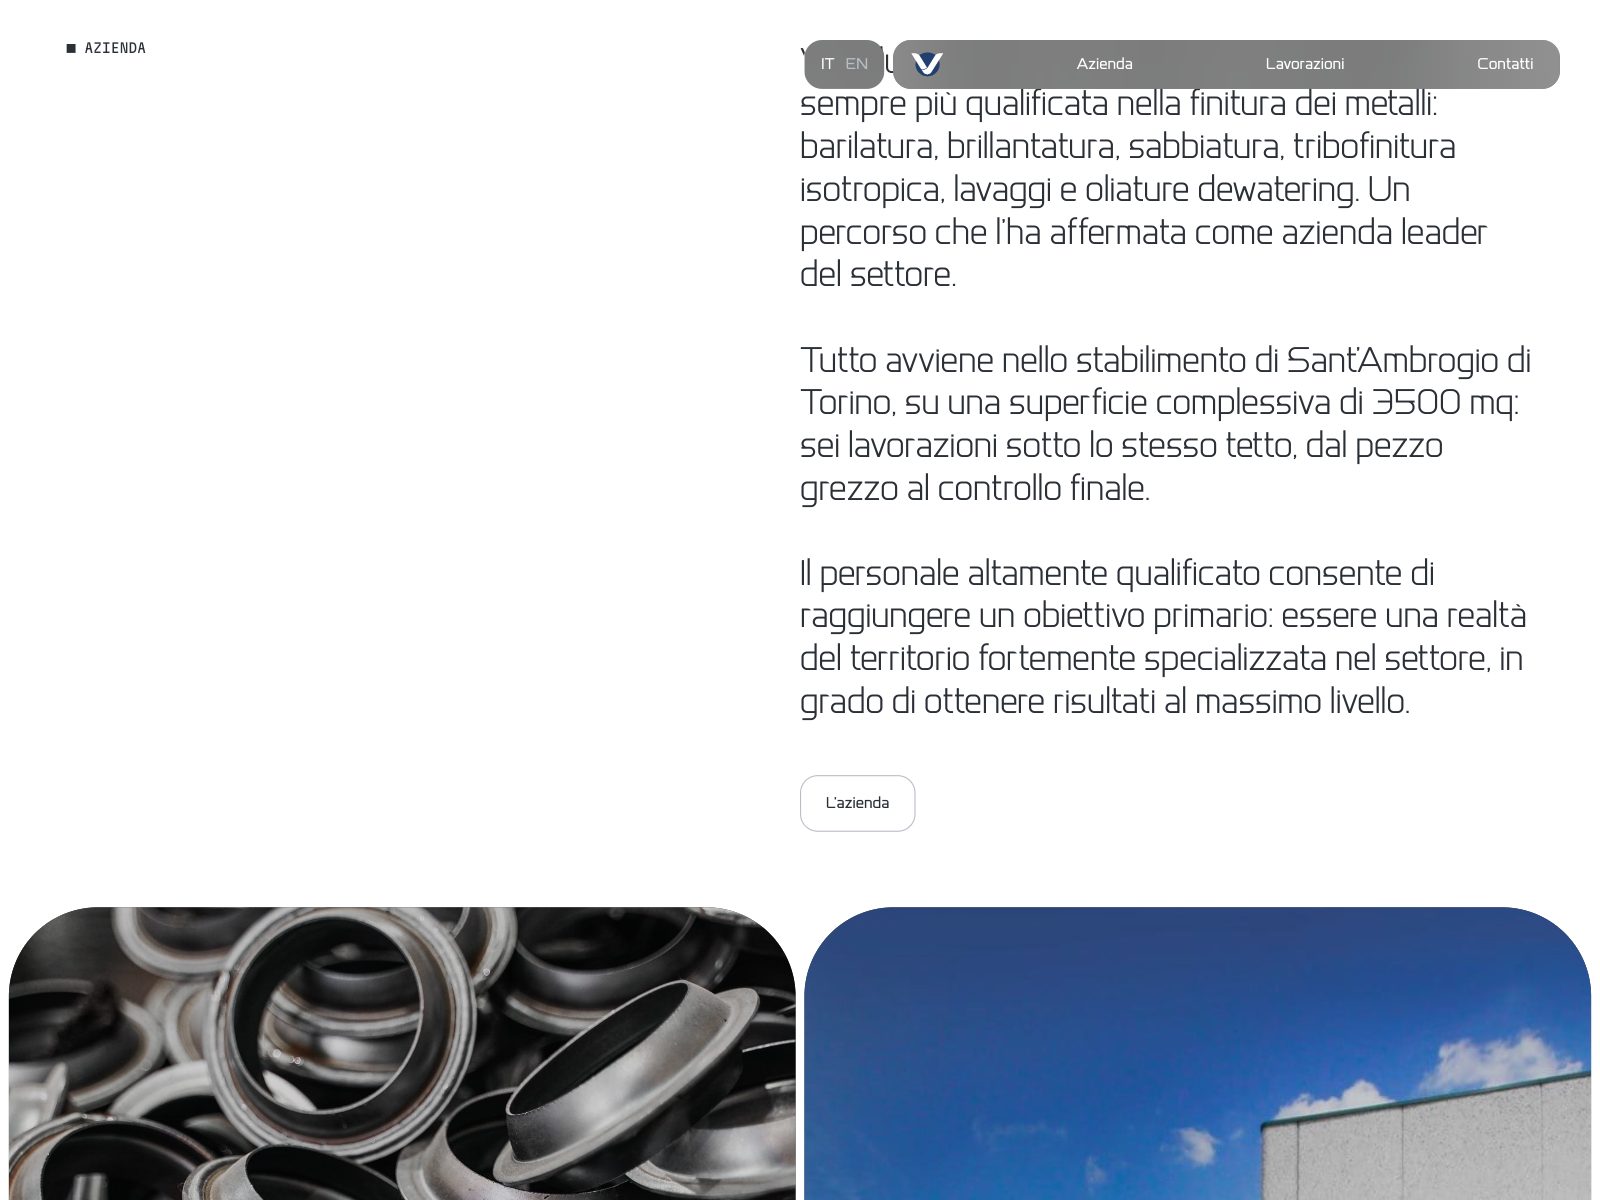 AZIENDA
IT EN
Azienda
Lavorazioni
Contatti
sempre più qualificata nella finitura dei metalli:
barilatura, brillantatura, sabbiatura, tribofinitura
isotropica, lavaggi e oliature dewatering. Un
percorso che l'ha affermata come azienda leader
del settore.
Tutto avviene nello stabilimento di Sant'Ambrogio di
Torino, su una superficie complessiva di 3500 mq:
sei lavorazioni sotto lo stesso tetto, dal pezzo
grezzo al controllo finale.
Il personale altamente qualificato consente di
raggiungere un obiettivo primario: essere una realtà
del territorio fortemente specializzata nel settore, in
grado di ottenere risultati al massimo livello.
L'azienda